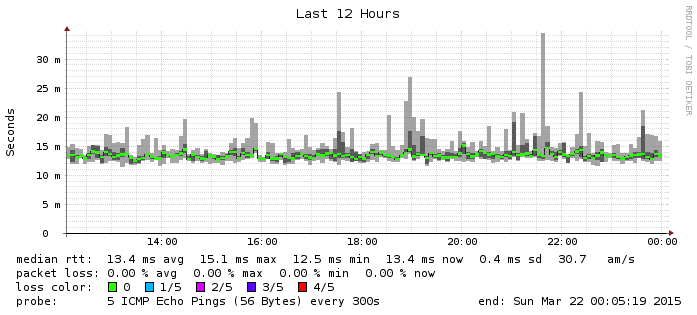 Last 12 Hours
RRDTOOL / TOBI OETIKER
Seconds
30 m
25 m
20 m
15 m
10 m
5 m
0
14:00 16:00 18:00 20:00 22:00 00:00
median rtt: 13.4 ms avg 15.1 ms max 12.5 ms min 13.4 ms now 0.4 ms sd 30.7 am/s
packet loss: 0.00 % avg 0.00 % max 0.00 % min 0.00 % now
loss color: 0 1/5 2/5 3/5 4/5
probe: 5 ICMP Echo Pings (56 Bytes) every 300s end: Sun Mar 22 00:05:19 2015